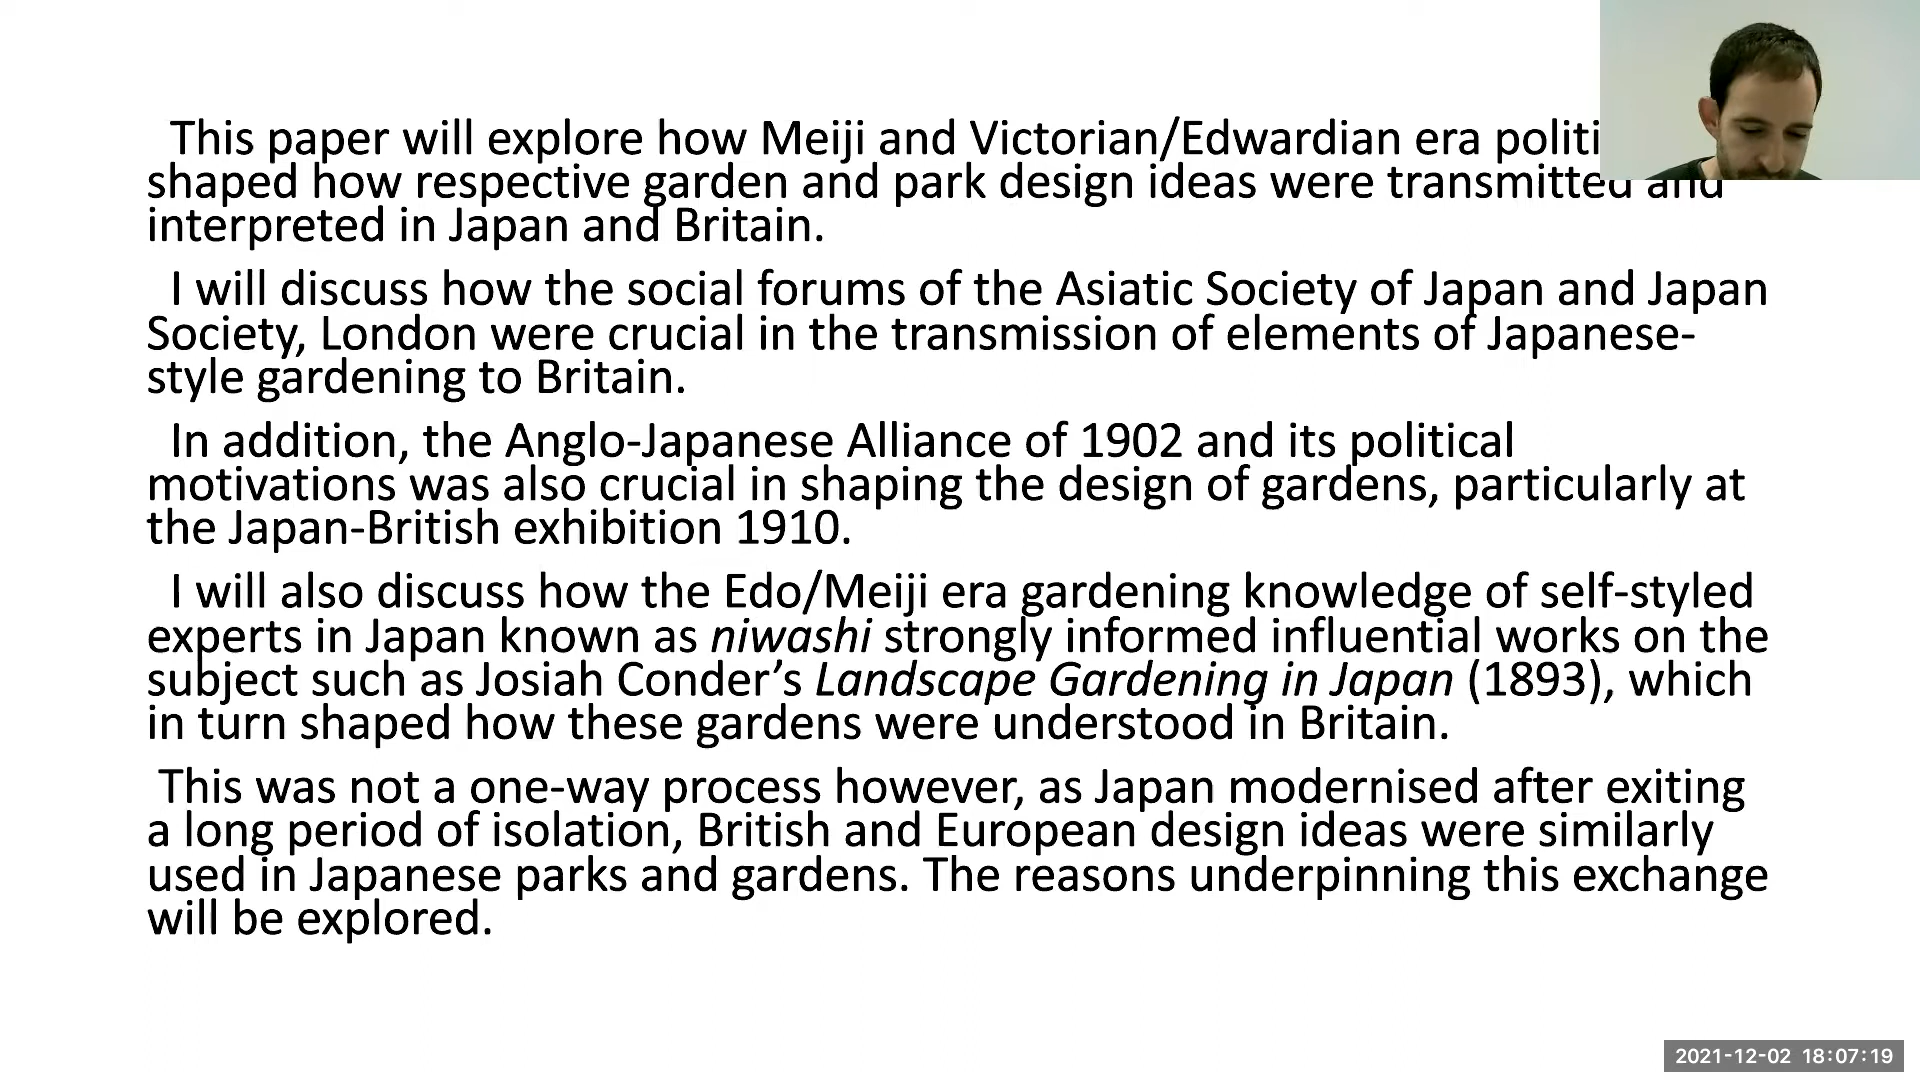 This paper will explore how Meiji and Victorian/Edwardian era
shaped how respective garden and park design ideas were transmitted and
interpreted in Japan and Britain.
I will discuss how the social forums of the Asiatic Society of Japan and Japan
Society, London were crucial in the transmission of elements of Japanese-
style gardening to Britain.
In addition, the Anglo-Japanese Alliance of 1902 and its political
motivations was also crucial in shaping the design of gardens, particularly at
the Japan-British exhibition 1910.
I will also discuss how the Edo/Meiji era gardening knowledge of self-styled
experts in Japan known as niwashi strongly informed influential works on the
subject such as Josiah Conder’s Landscape Gardening in Japan (1893), which
in turn shaped how these gardens were understood in Britain.
This was not a one-way process however, as Japan modernised after exiting
a long period of isolation, British and European design ideas were similarly
used in Japanese parks and gardens. The reasons underpinning this exchange
will be explored.
2021-12-02 18:07:19